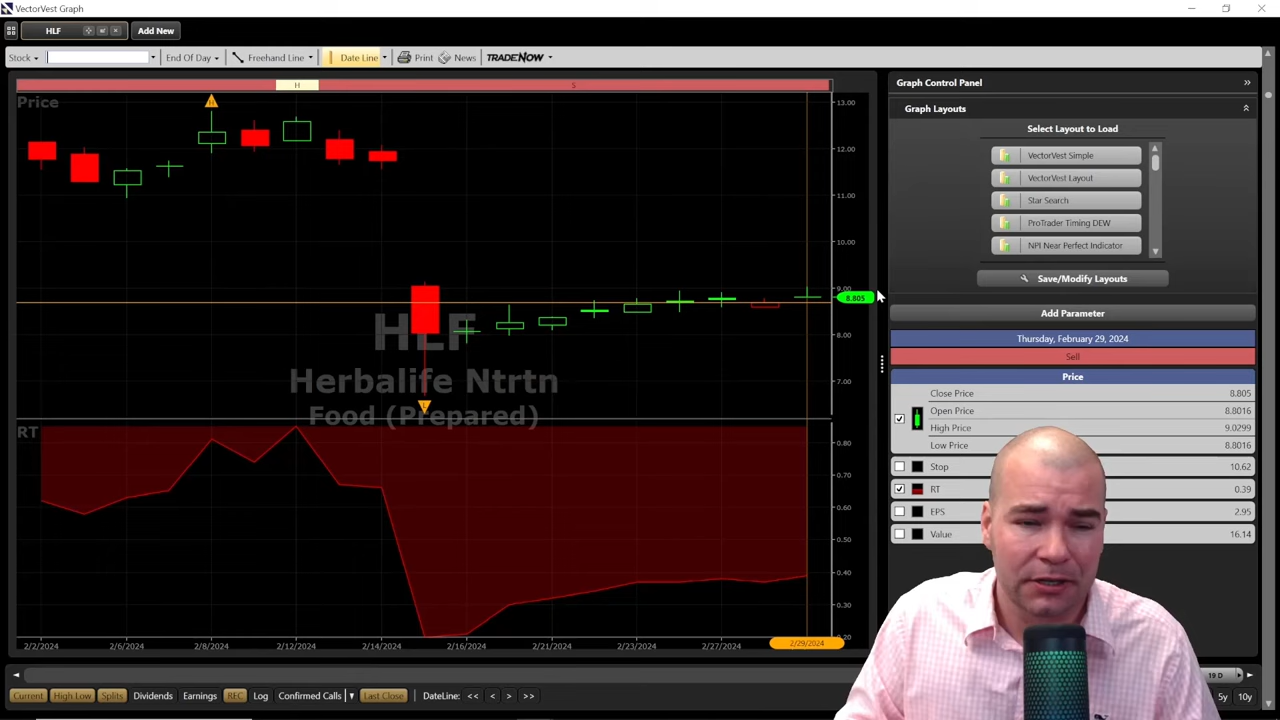 VectorVest Graph
HLF
Add New
Stock
End Of Day
Freehand Line
Date Line
Print
News
TRADENOW
H
S
Price
H
13.00
12.00
11.00
10.00
9.00
8.805
8.00
7.00
HLF
Herbalife Ntrtn
Food (Prepared)
L
RT
0.80
0.70
0.60
0.50
0.40
0.30
0.20
2/2/2024
2/6/2024
2/8/2024
2/12/2024
2/14/2024
2/16/2024
2/21/2024
2/23/2024
2/27/2024
2/29/2024
19 D
Current
High Low
Splits
Dividends
Earnings
REC
Log
Confirmed Calls
Last Close
DateLine:
<<
<
>
>>
5y
10y
Graph Control Panel
Graph Layouts
Select Layout to Load
VectorVest Simple
VectorVest Layout
Star Search
ProTrader Timing DEW
NPI Near Perfect Indicator
Save/Modify Layouts
Add Parameter
Thursday, February 29, 2024
Sell
Price
Close Price 8.805
Open Price 8.8016
High Price 9.0299
Low Price 8.8016
Stop 10.62
RT 0.39
EPS 2.95
Value 16.14